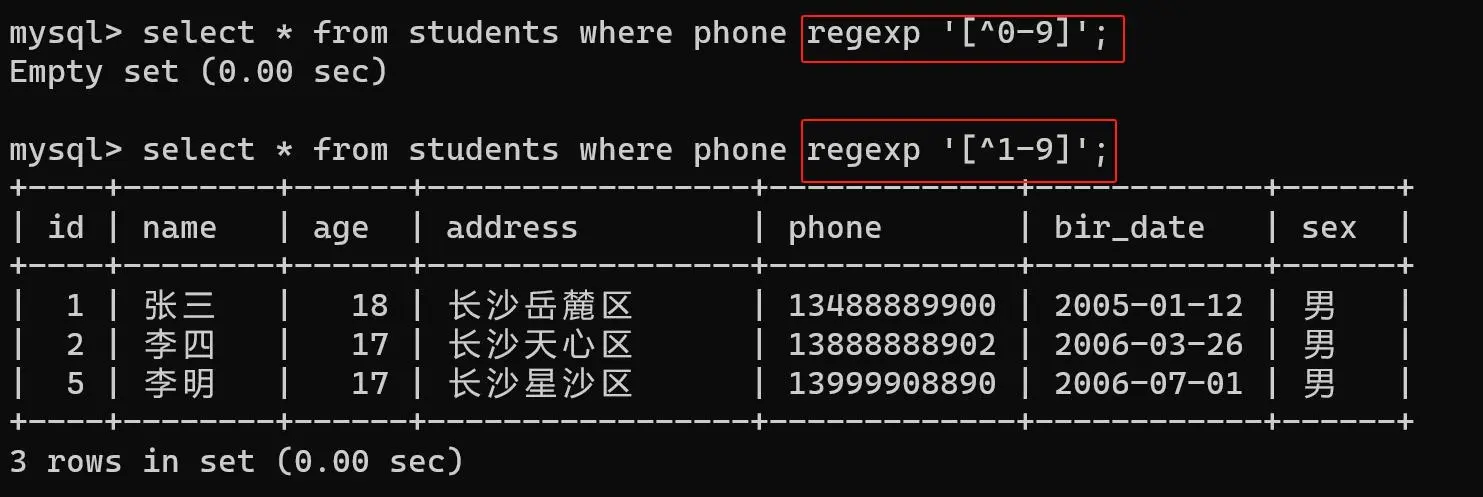 mysql> select * from students where phone regexp '[^0-9]';
Empty set (0.00 sec)
mysql> select * from students where phone regexp '[^1-9]';
+----+--------+------+----------------+-------------+------------+------+
| id | name   | age  | address        | phone       | bir_date   | sex  |
+----+--------+------+----------------+-------------+------------+------+
|  1 | 张三   |   18 | 长沙岳麓区     | 13488889900 | 2005-01-12 | 男   |
|  2 | 李四   |   17 | 长沙天心区     | 13888888902 | 2006-03-26 | 男   |
|  5 | 李明   |   17 | 长沙星沙区     | 13999908890 | 2006-07-01 | 男   |
+----+--------+------+----------------+-------------+------------+------+
3 rows in set (0.00 sec)